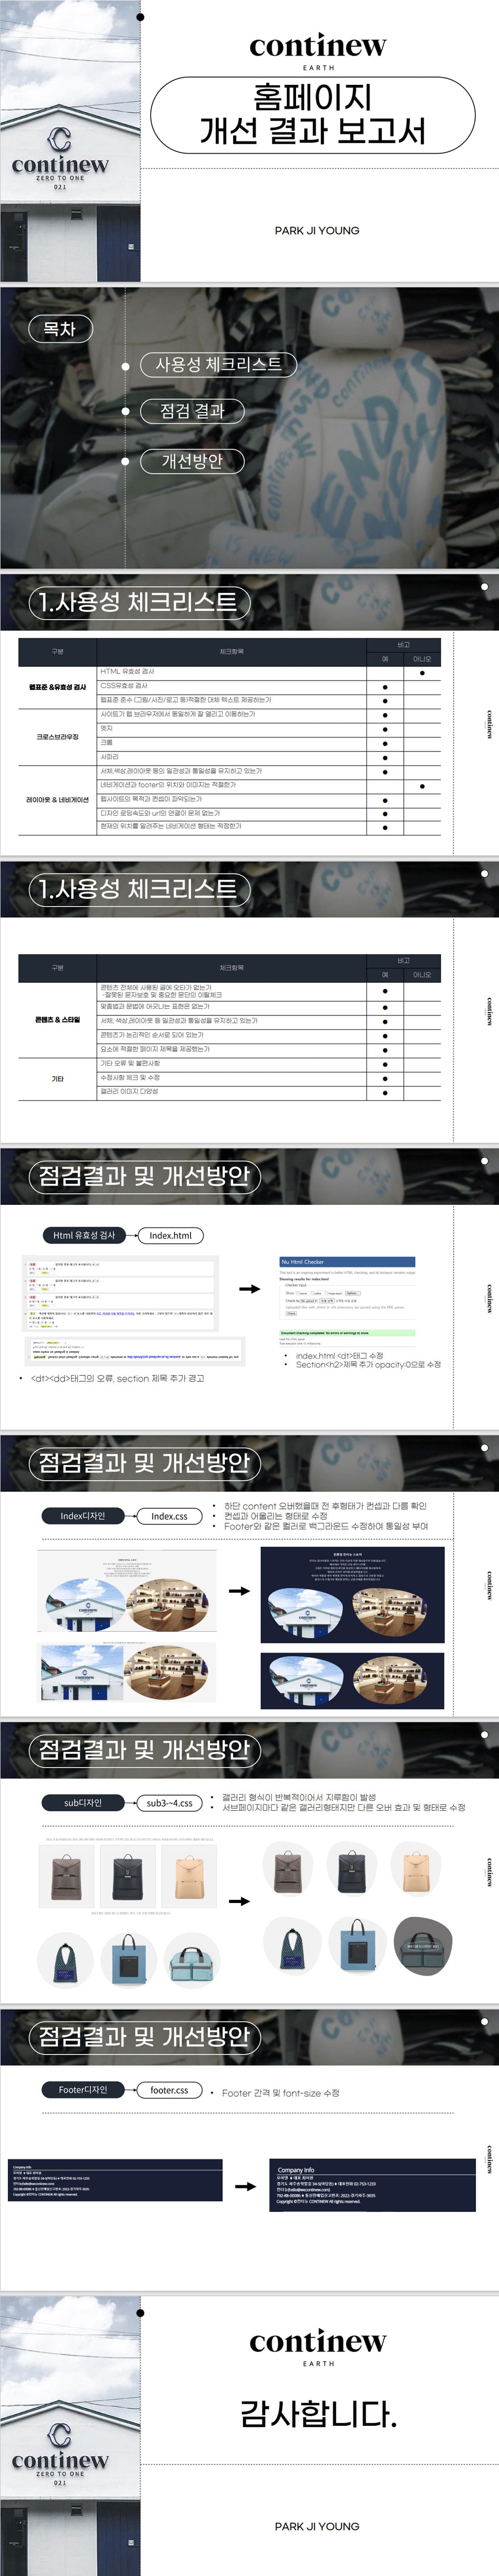 continew
EARTH
홈페이지
개선 결과 보고서
continew
ZERO TO ONE
021
PARK JI YOUNG
목차
사용성 체크리스트
점검 결과
개선방안
1.사용성 체크리스트
구분
체크항목
비고
예
아니오
웹표준 &유효성 검사
HTML 유효성 검사
CSS유효성 검사
웹표준 준수 (그림/사진/로고 등)적절한 대체 텍스트 제공하는가
크로스브라우징
사이트가 웹 브라우저에서 동일하게 잘 열리고 이동하는가
엣지
크롬
사파리
레이아웃 & 네비게이션
서체,색상,레이아웃 등의 일관성과 통일성을 유지하고 있는가
네비게이션과 footer의 위치와 이미지는 적절한가
웹사이트의 목적과 컨셉이 파악되는가
디자인 로딩속도와 url의 연결이 문제 없는가
현재의 위치를 알려주는 네비게이션 형태는 적정한가
continew
1.사용성 체크리스트
구분
체크항목
비고
예
아니오
콘텐츠 & 스타일
콘텐츠 전체에 사용된 글에 오타가 없는가
-잘못된 문자보호 및 중요한 문단의 이탈체크
맞춤법과 문법에 어긋나는 표현은 없는가
서체, 색상,레이아웃 등 일관성과 통일성을 유지하고 있는가
콘텐츠가 논리적인 순서로 되어 있는가
요소에 적절한 페이지 제목을 제공했는가
기타
기타 오류 및 불편사항
수정사항 체크 및 수정
갤러리 이미지 다양성
continew
점검결과 및 개선방안
Html 유효성 검사
Index.html
Nu Html Checker
Showing results for index.html
Checker Input
Document checking completed. No errors or warnings to show.
• <dt><dd>태그의 오류, section 제목 추가 경고
• index.html <dt>태그 수정
• Section<h2>제목 추가 opacity:0으로 수정
continew
점검결과 및 개선방안
Index디자인
Index.css
• 하단 content 오버했을때 전 후형태가 컨셉과 다름 확인
• 컨셉과 어울리는 형태로 수정
• Footer와 같은 컬러로 백그라운드 수정하여 통일성 부여
continew
점검결과 및 개선방안
sub디자인
sub3~4.css
• 갤러리 형식이 반복적이어서 지루함이 발생
• 서브페이지마다 같은 갤러리형태지만 다른 오버 효과 및 형태로 수정
continew
점검결과 및 개선방안
Footer디자인
footer.css
• Footer 간격 및 font-size 수정
Company Info
Company Info
continew
continew
EARTH
감사합니다.
continew
ZERO TO ONE
021
PARK JI YOUNG